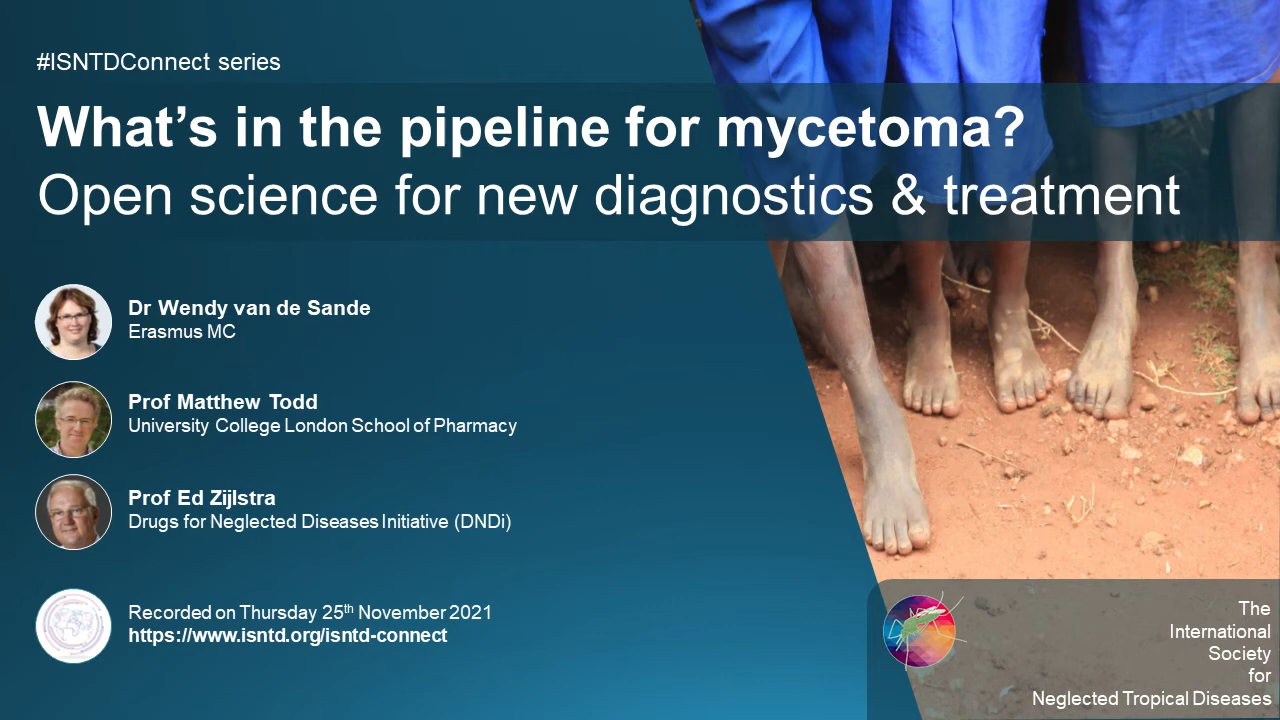 #ISNTDConnect series
What's in the pipeline for mycetoma?
Open science for new diagnostics & treatment
Dr Wendy van de Sande
Erasmus MC
Prof Matthew Todd
University College London School of Pharmacy
Prof Ed Zijlstra
Drugs for Neglected Diseases Initiative (DNDi)
Recorded on Thursday 25th November 2021
https://www.isntd.org/isntd-connect
The
International
Society
for
Neglected Tropical Diseases